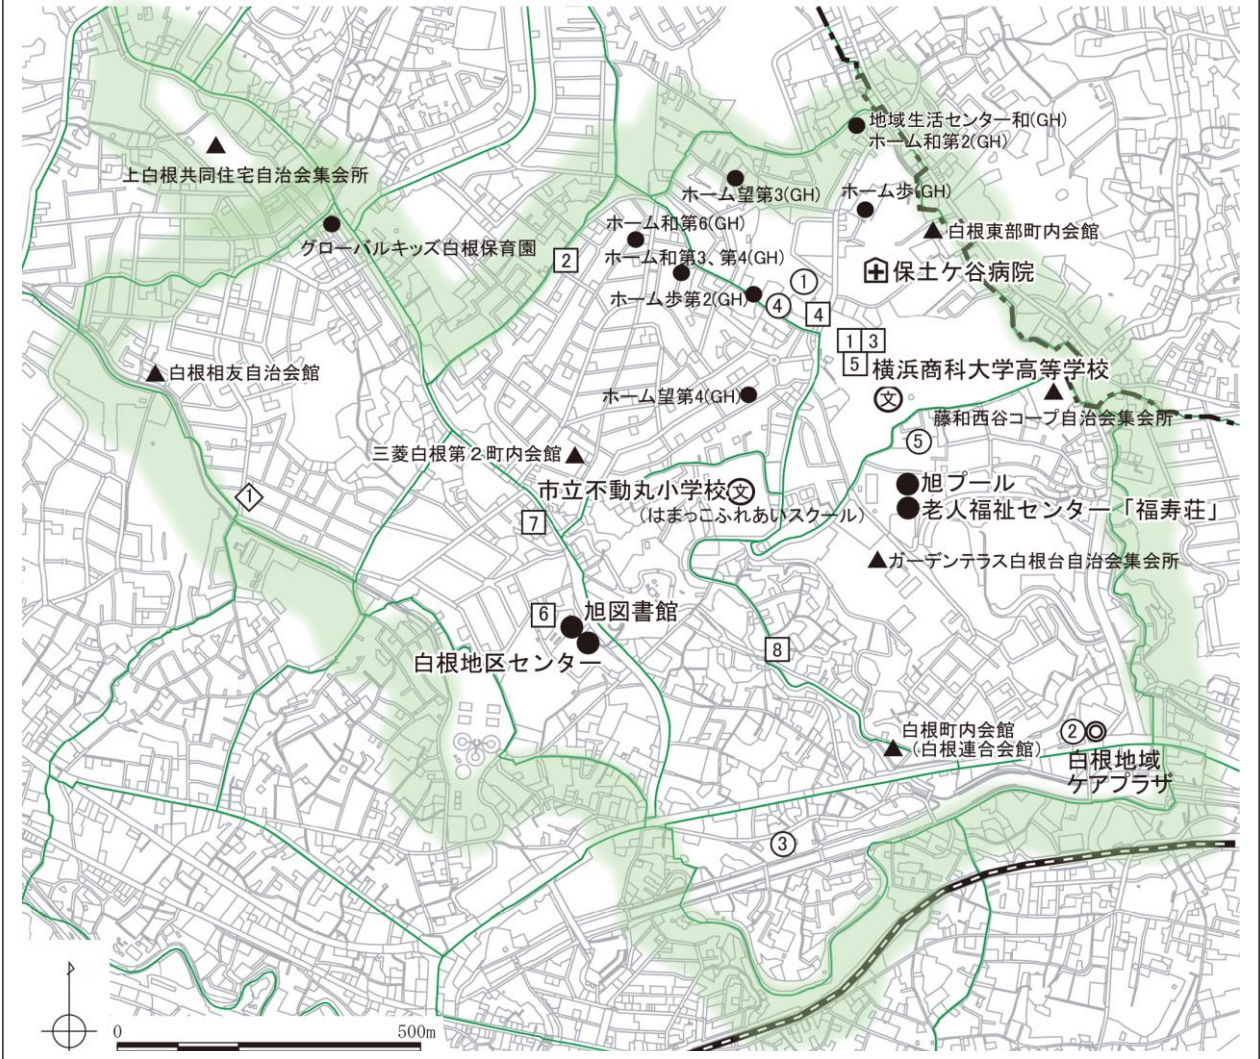 地域生活センター和(GH)
ホーム和第2(GH)
上白根共同住宅自治会集会所
ホーム望第3(GH)
ホーム歩(GH)
グローバルキッズ白根保育園
ホーム和第6(GH)
白根東部町内会館
2
ホーム和第3、第4(GH)
保土ケ谷病院
1
ホーム歩第2(GH)
4
4
1 3
5
横浜商科大学高等学校
文
白根相友自治会館
ホーム望第4(GH)
藤和西谷コープ自治会集会所
5
三菱白根第2町内会館
市立不動丸小学校
文
(はまっこふれあいスクール)
旭プール
老人福祉センター「福寿荘」
1
7
ガーデンテラス白根台自治会集会所
6
旭図書館
白根地区センター
8
白根町内会館
(白根連合会館)
2
白根地域
ケアプラザ
3
0
500m